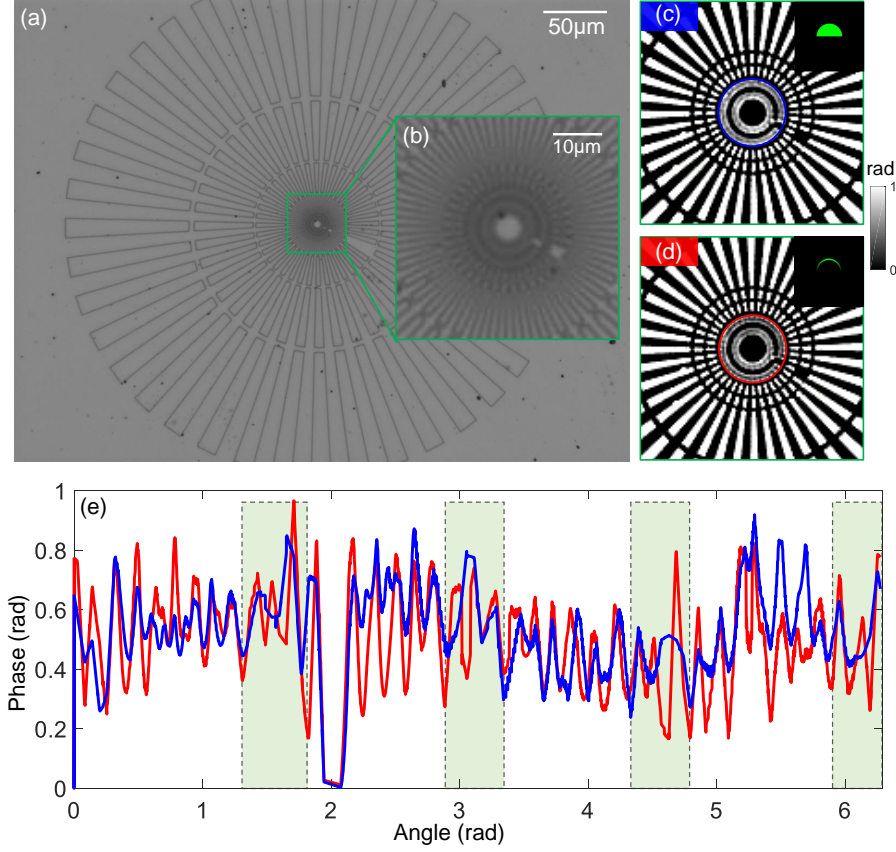 (a)
50μm
(b)
10μm
(c)
rad
1
0
(d)
(e)
1
0.8
0.6
0.4
0.2
0
Phase (rad)
0
1
2
3
4
5
6
Angle (rad)